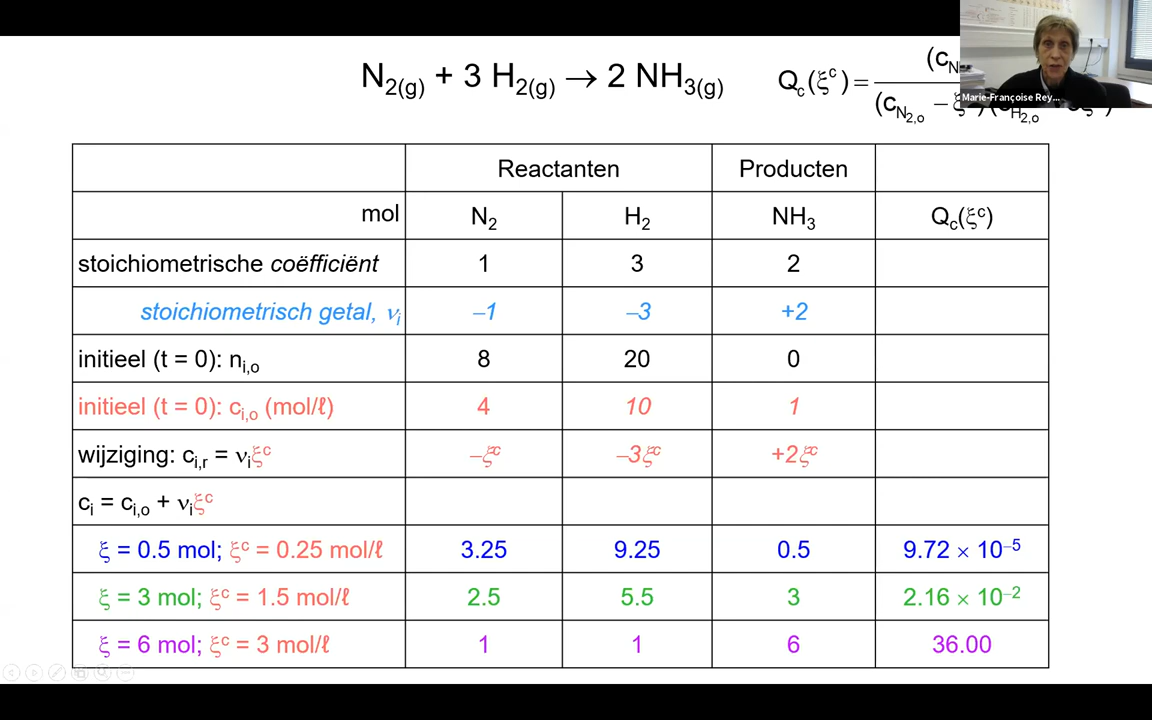 N2(g) + 3 H2(g) → 2 NH3(g)
Qc(ξc) = (cN
(cN2,o – ξ )(cH2,o
Marie-Françoise Rey...
Reactanten Producten
mol N2 H2 NH3 Qc(ξc)
stoichiometrische coëfficiënt 1 3 2
stoichiometrisch getal, νi –1 –3 +2
initieel (t = 0): ni,o 8 20 0
initieel (t = 0): ci,o (mol/ℓ) 4 10 1
wijziging: ci,r = νiξc –ξc –3ξc +2ξc
ci = ci,o + νiξc
ξ = 0.5 mol; ξc = 0.25 mol/ℓ 3.25 9.25 0.5 9.72 × 10–5
ξ = 3 mol; ξc = 1.5 mol/ℓ 2.5 5.5 3 2.16 × 10–2
ξ = 6 mol; ξc = 3 mol/ℓ 1 1 6 36.00